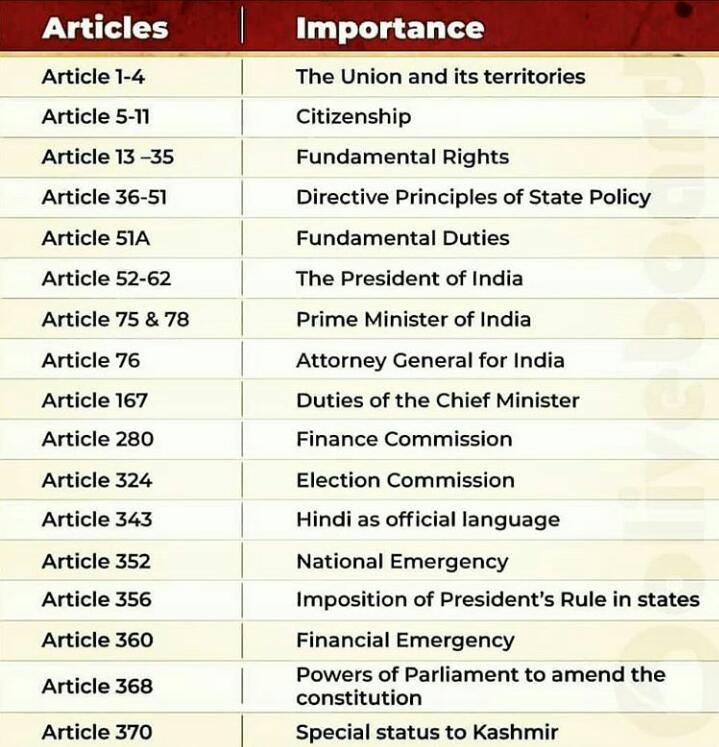 Articles | Importance
Article 1-4 The Union and its territories
Article 5-11 Citizenship
Article 13 –35 Fundamental Rights
Article 36-51 Directive Principles of State Policy
Article 51A Fundamental Duties
Article 52-62 The President of India
Article 75 & 78 Prime Minister of India
Article 76 Attorney General for India
Article 167 Duties of the Chief Minister
Article 280 Finance Commission
Article 324 Election Commission
Article 343 Hindi as official language
Article 352 National Emergency
Article 356 Imposition of President's Rule in states
Article 360 Financial Emergency
Article 368 Powers of Parliament to amend the
constitution
Article 370 Special status to Kashmir
oliveboard